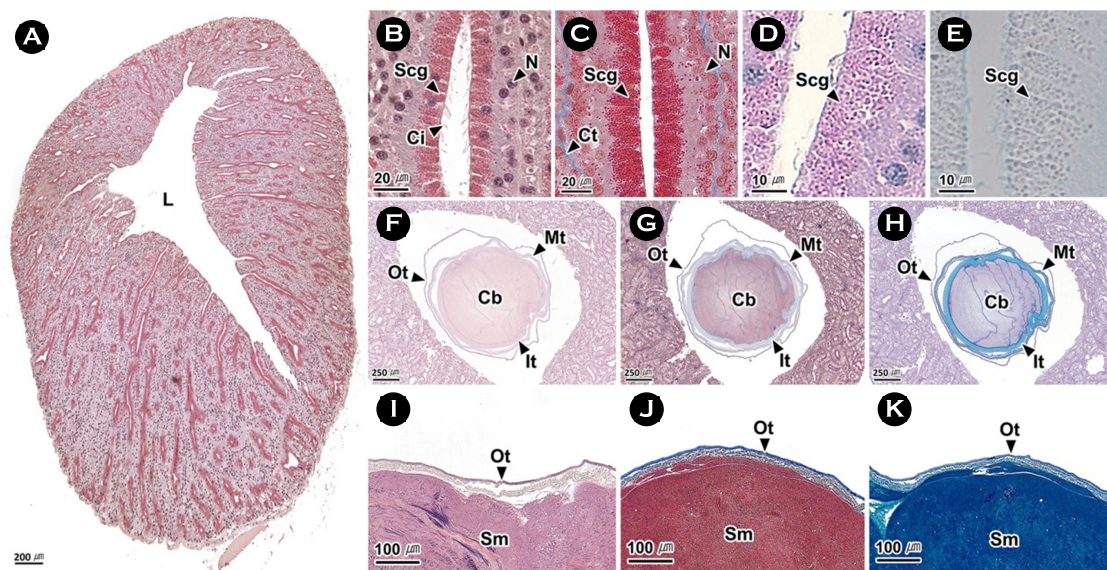 A
L
200 ㎛
B
Scg
N
Ci
20 ㎛
C
N
Scg
Ct
20 ㎛
D
Scg
10 ㎛
E
Scg
10 ㎛
F
Mt
Ot
Cb
It
250 ㎛
G
Mt
Ot
Cb
It
250 ㎛
H
Mt
Ot
Cb
It
250 ㎛
I
Ot
Sm
100 ㎛
J
Ot
Sm
100 ㎛
K
Ot
Sm
100 ㎛